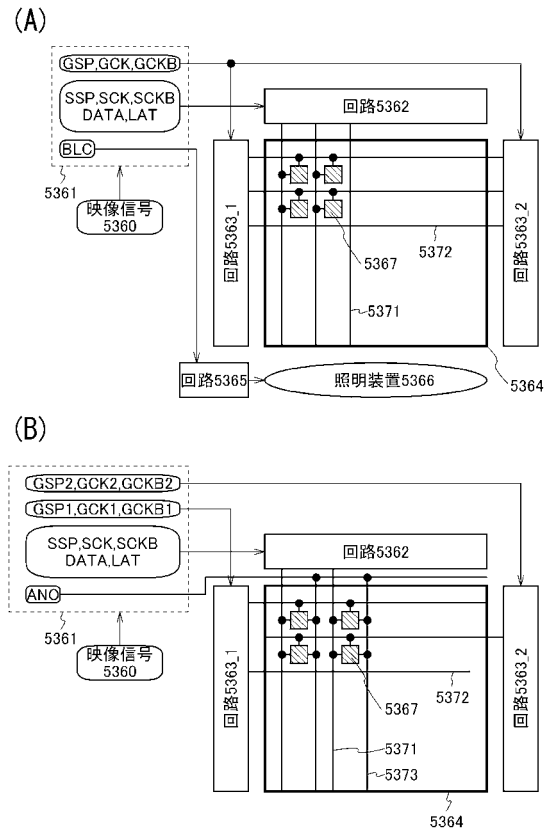 (A)
GSP,GCK,GCKB
SSP,SCK,SCKB
DATA,LAT
BLC
5361
映像信号
5360
回路5362
回路5363_1
回路5363_2
5367
5372
5371
5364
回路5365
照明装置5366
(B)
GSP2,GCK2,GCKB2
GSP1,GCK1,GCKB1
SSP,SCK,SCKB
DATA,LAT
ANO
5361
映像信号
5360
回路5362
回路5363_1
回路5363_2
5372
5367
5371
5373
5364